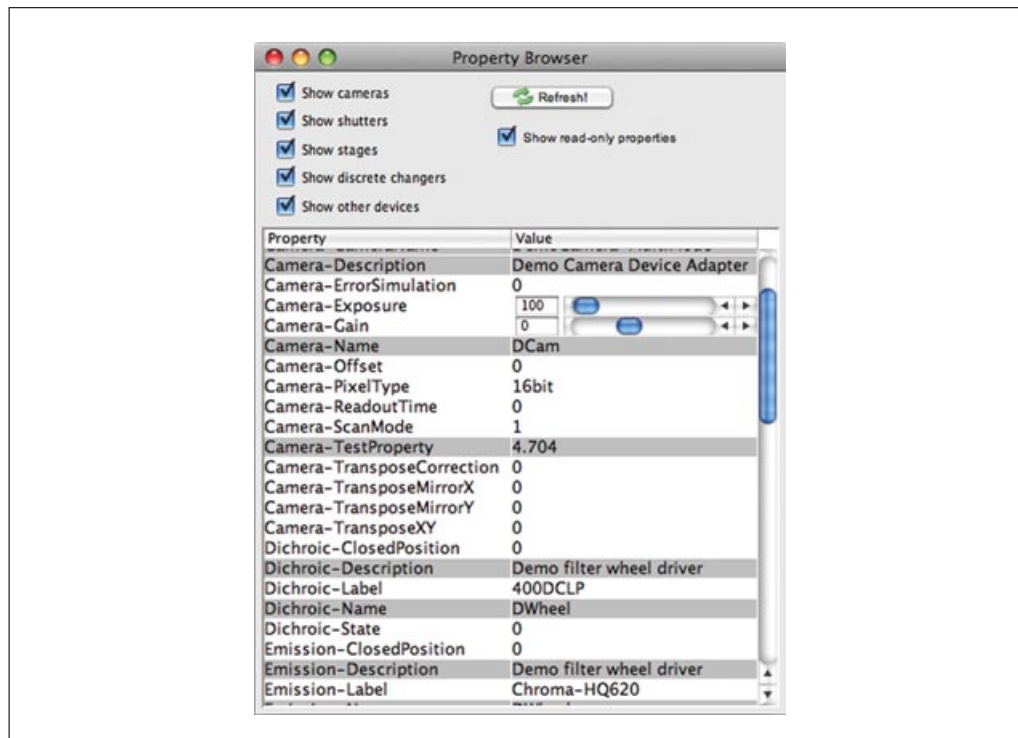 Property Browser
Show cameras
Refresh!
Show shutters
Show read-only properties
Show stages
Show discrete changers
Show other devices
Property Value
Camera-Description Demo Camera Device Adapter
Camera-ErrorSimulation 0
Camera-Exposure 100
Camera-Gain 0
Camera-Name DCam
Camera-Offset 0
Camera-PixelType 16bit
Camera-ReadoutTime 0
Camera-ScanMode 1
Camera-TestProperty 4.704
Camera-TransposeCorrection 0
Camera-TransposeMirrorX 0
Camera-TransposeMirrorY 0
Camera-TransposeXY 0
Dichroic-ClosedPosition 0
Dichroic-Description Demo filter wheel driver
Dichroic-Label 400DCLP
Dichroic-Name DWheel
Dichroic-State 0
Emission-ClosedPosition 0
Emission-Description Demo filter wheel driver
Emission-Label Chroma-HQ620